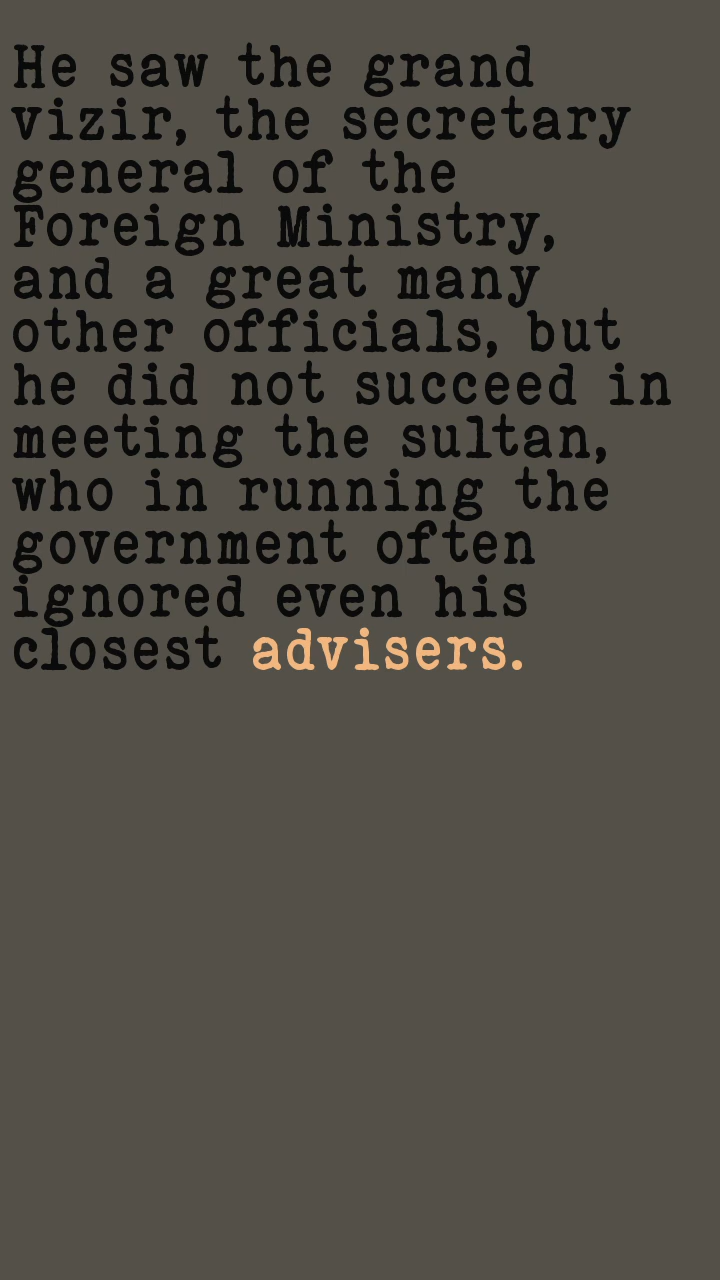 He saw the grand
vizir, the secretary
general of the
Foreign Ministry,
and a great many
other officials, but
he did not succeed in
meeting the sultan,
who in running the
government often
ignored even his
closest advisers.